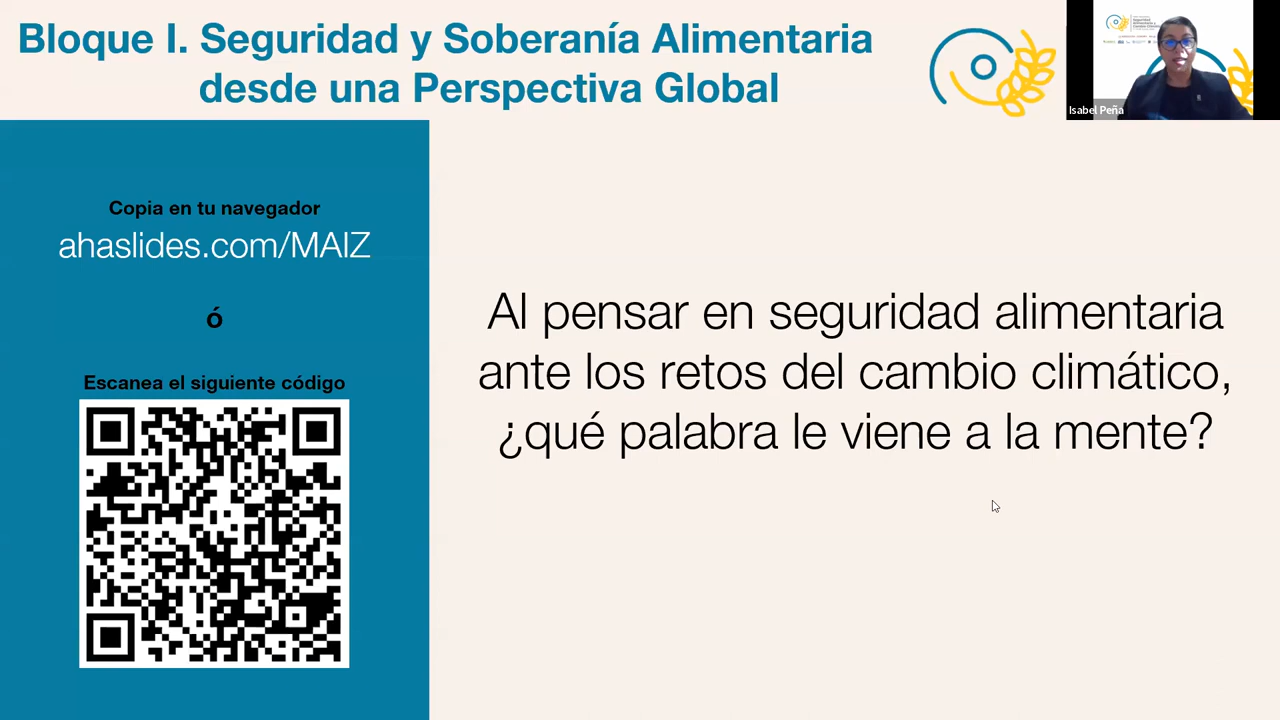 Bloque I. Seguridad y Soberanía Alimentaria
desde una Perspectiva Global
Isabel Peña
Copia en tu navegador
ahaslides.com/MAIZ
ó
Escanea el siguiente código
Al pensar en seguridad alimentaria
ante los retos del cambio climático,
¿qué palabra le viene a la mente?